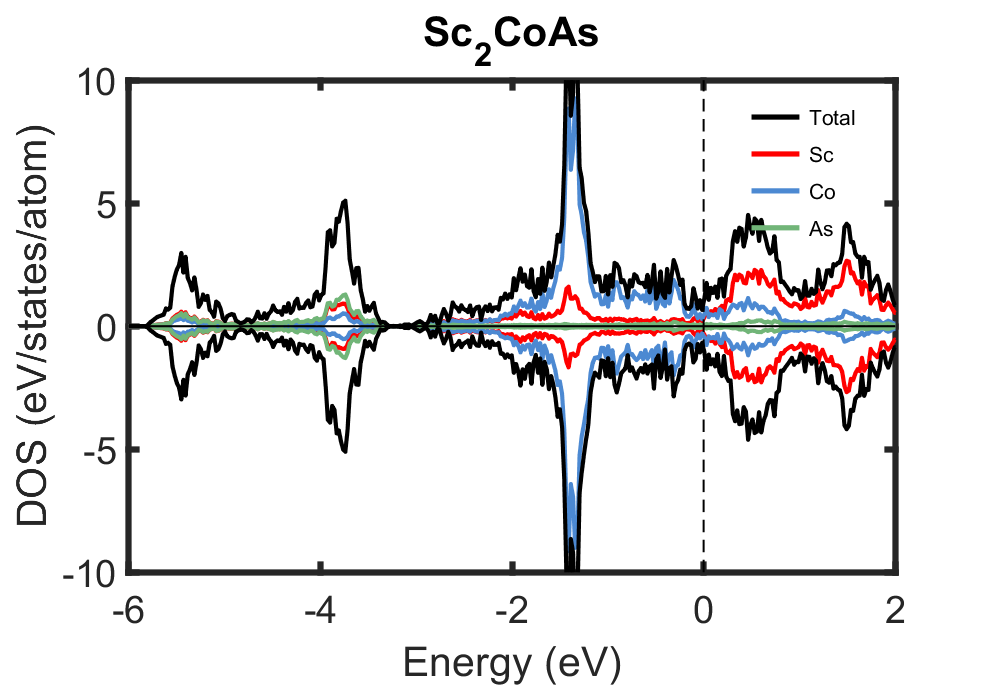 Sc₂CoAs
10
5
0
-5
-10
DOS (eV/states/atom)
Total
Sc
Co
As
-6 -4 -2 0 2
Energy (eV)